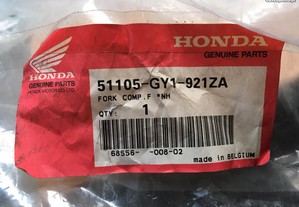 HONDA
GENUINE PARTS
HONDA
GENUINE PARTS
HONDA MOTOR CO., LTD.
51105-GY1-921ZA
FORK COMP.F *NH
QTY: 1
68556- -008-02
made in BELGIUM